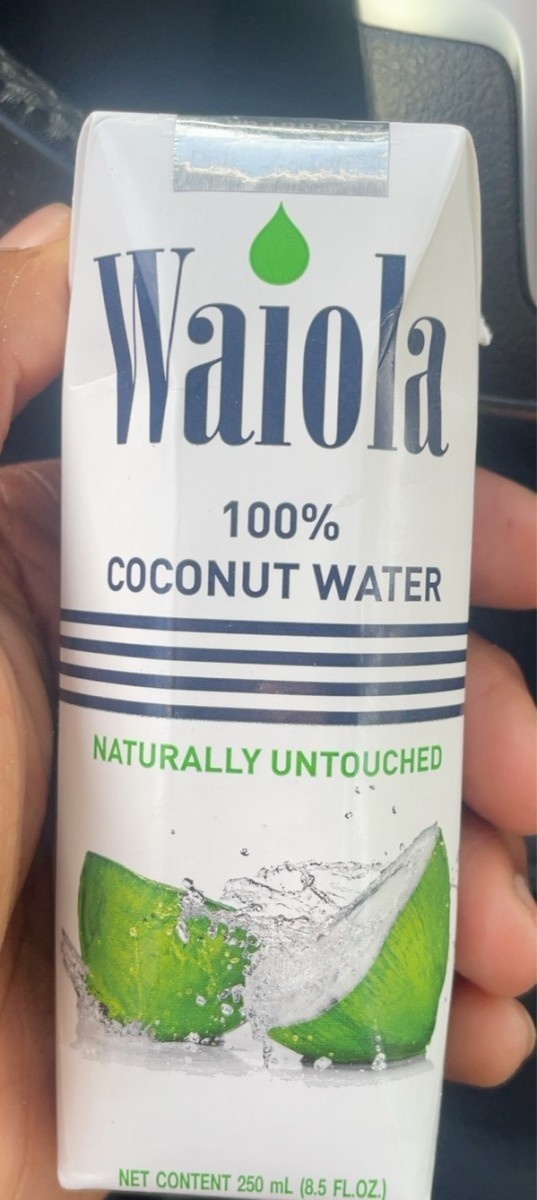 Waiola
100%
COCONUT WATER
NATURALLY UNTOUCHED
NET CONTENT 250 mL (8.5 FL.OZ.)